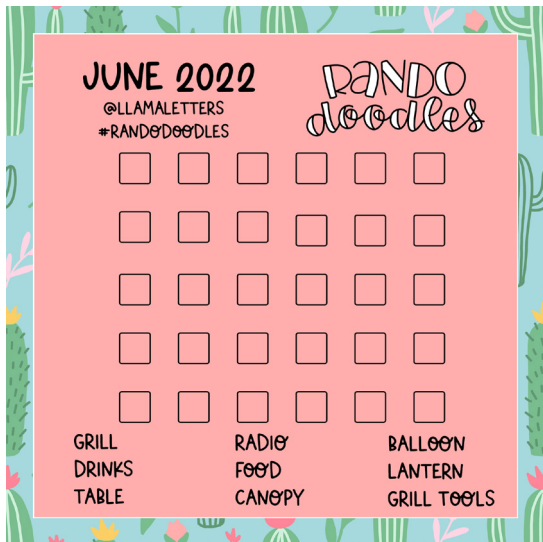 JUNE 2022
@LLAMALETTERS
#RANDODOODLES
RANDO
doodles
GRILL
DRINKS
TABLE
RADIO
FOOD
CANOPY
BALLOON
LANTERN
GRILL TOOLS